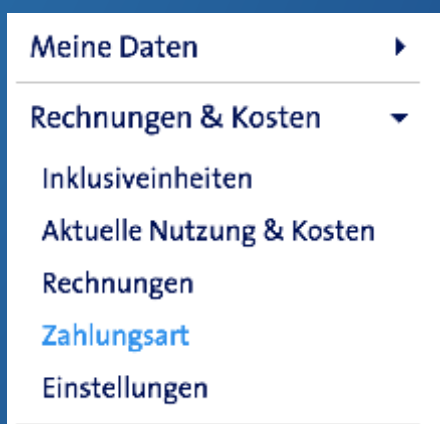 Meine Daten
Rechnungen & Kosten
Inklusiveinheiten
Aktuelle Nutzung & Kosten
Rechnungen
Zahlungsart
Einstellungen